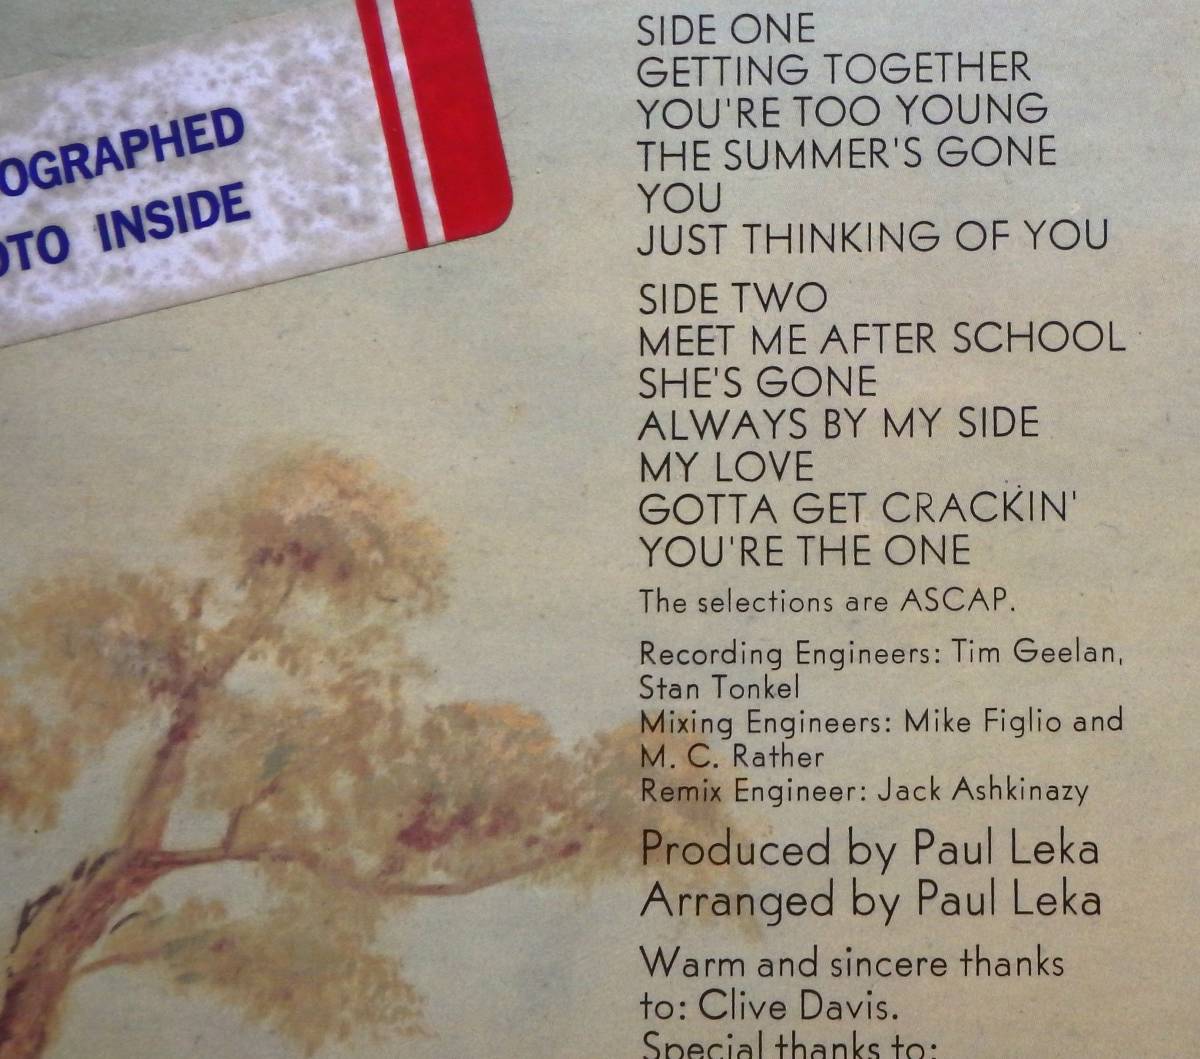 OGRAPHED
OTO INSIDE
SIDE ONE
GETTING TOGETHER
YOU'RE TOO YOUNG
THE SUMMER'S GONE
YOU
JUST THINKING OF YOU
SIDE TWO
MEET ME AFTER SCHOOL
SHE'S GONE
ALWAYS BY MY SIDE
MY LOVE
GOTTA GET CRACKIN'
YOU'RE THE ONE
The selections are ASCAP.
Recording Engineers: Tim Geelan,
Stan Tonkel
Mixing Engineers: Mike Figlio and
M. C. Rather
Remix Engineer: Jack Ashkinazy
Produced by Paul Leka
Arranged by Paul Leka
Warm and sincere thanks
to: Clive Davis.
Special thanks to: